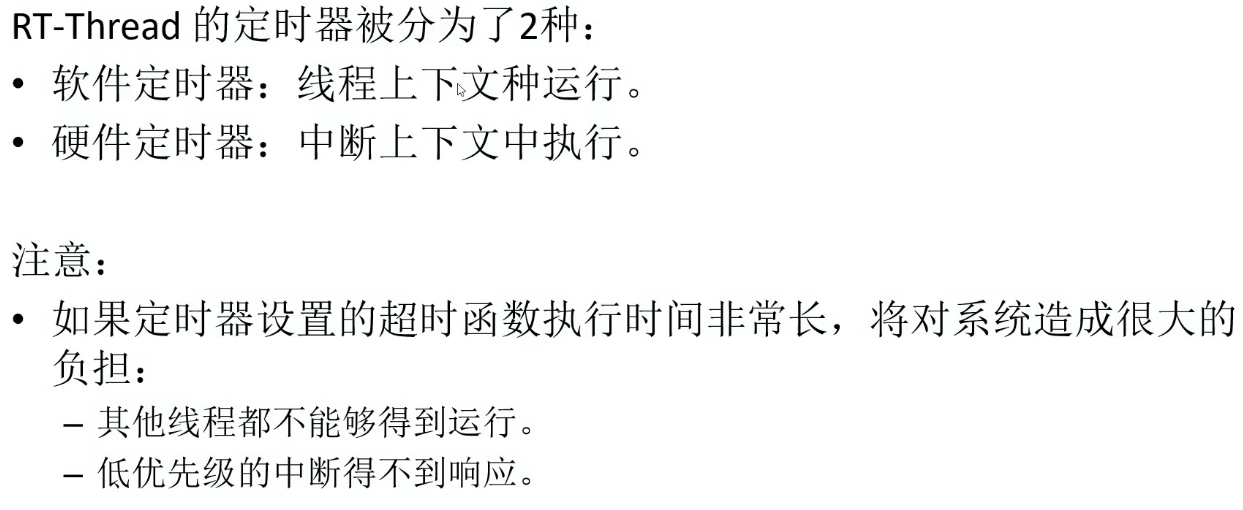 RT-Thread 的定时器被分为了2种：
• 软件定时器：线程上下文种运行。
• 硬件定时器：中断上下文中执行。
注意：
• 如果定时器设置的超时函数执行时间非常长，将对系统造成很大的
负担：
– 其他线程都不能够得到运行。
– 低优先级的中断得不到响应。